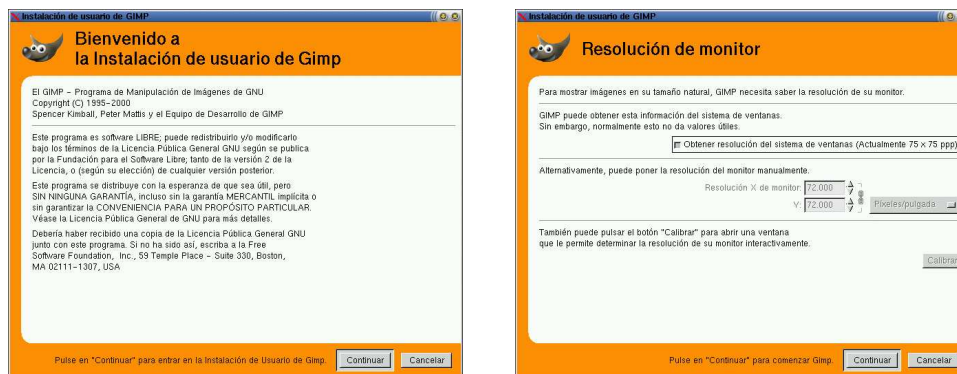 Instalación de usuario de GIMP
Bienvenido a
la Instalación de usuario de Gimp
El GIMP – Programa de Manipulación de Imágenes de GNU
Copyright (C) 1995–2000
Spencer Kimball, Peter Mattis y el Equipo de Desarrollo de GIMP
Este programa es software LIBRE; puede redistribuirlo y/o modificarlo
bajo los términos de la Licencia Pública General GNU según se publica
por la Fundación para el Software Libre; tanto de la versión 2 de la
Licencia, o (según su elección) de cualquier versión posterior.
Este programa se distribuye con la esperanza de que sea útil, pero
SIN NINGUNA GARANTÍA, incluso sin la garantía MERCANTIL implícita o
sin garantizar la CONVENIENCIA PARA UN PROPÓSITO PARTICULAR.
Véase la Licencia Pública General de GNU para más detalles.
Debería haber recibido una copia de la Licencia Pública General GNU
junto con este programa. Si no ha sido así, escriba a la Free
Software Foundation, Inc., 59 Temple Place – Suite 330, Boston,
MA 02111–1307, USA
Pulse en "Continuar" para entrar en la Instalación de Usuario de Gimp.
Continuar
Cancelar
Instalación de usuario de GIMP
Resolución de monitor
Para mostrar imágenes en su tamaño natural, GIMP necesita saber la resolución de su monitor.
GIMP puede obtener esta información del sistema de ventanas.
Sin embargo, normalmente esto no da valores útiles.
Obtener resolución del sistema de ventanas (Actualmente 75 x 75 ppp)
Alternativamente, puede poner la resolución del monitor manualmente.
Resolución X de monitor: 72.000
Y: 72.000
Píxeles/pulgada
También puede pulsar el botón "Calibrar" para abrir una ventana
que le permite determinar la resolución de su monitor interactivamente.
Calibrar
Pulse en "Continuar" para comenzar Gimp.
Continuar
Cancelar